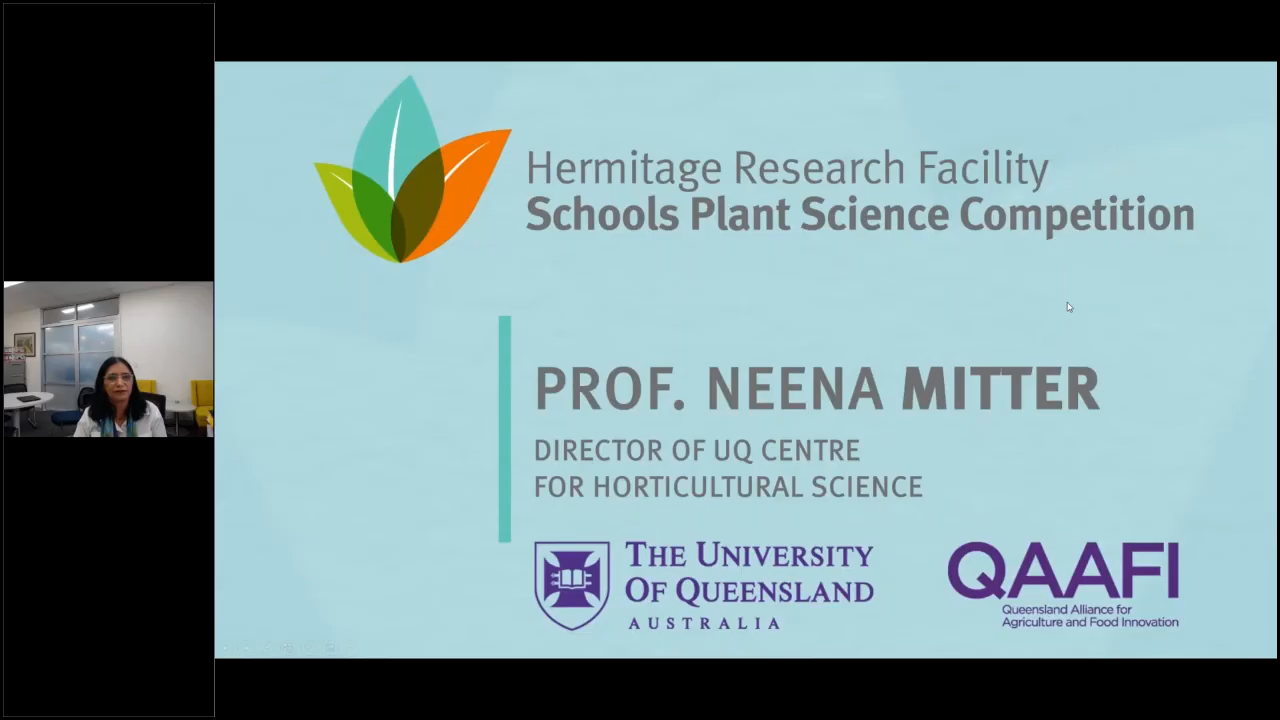 Hermitage Research Facility
Schools Plant Science Competition
PROF. NEENA MITTER
DIRECTOR OF UQ CENTRE
FOR HORTICULTURAL SCIENCE
THE UNIVERSITY
OF QUEENSLAND
AUSTRALIA
QAAFI
Queensland Alliance for
Agriculture and Food Innovation